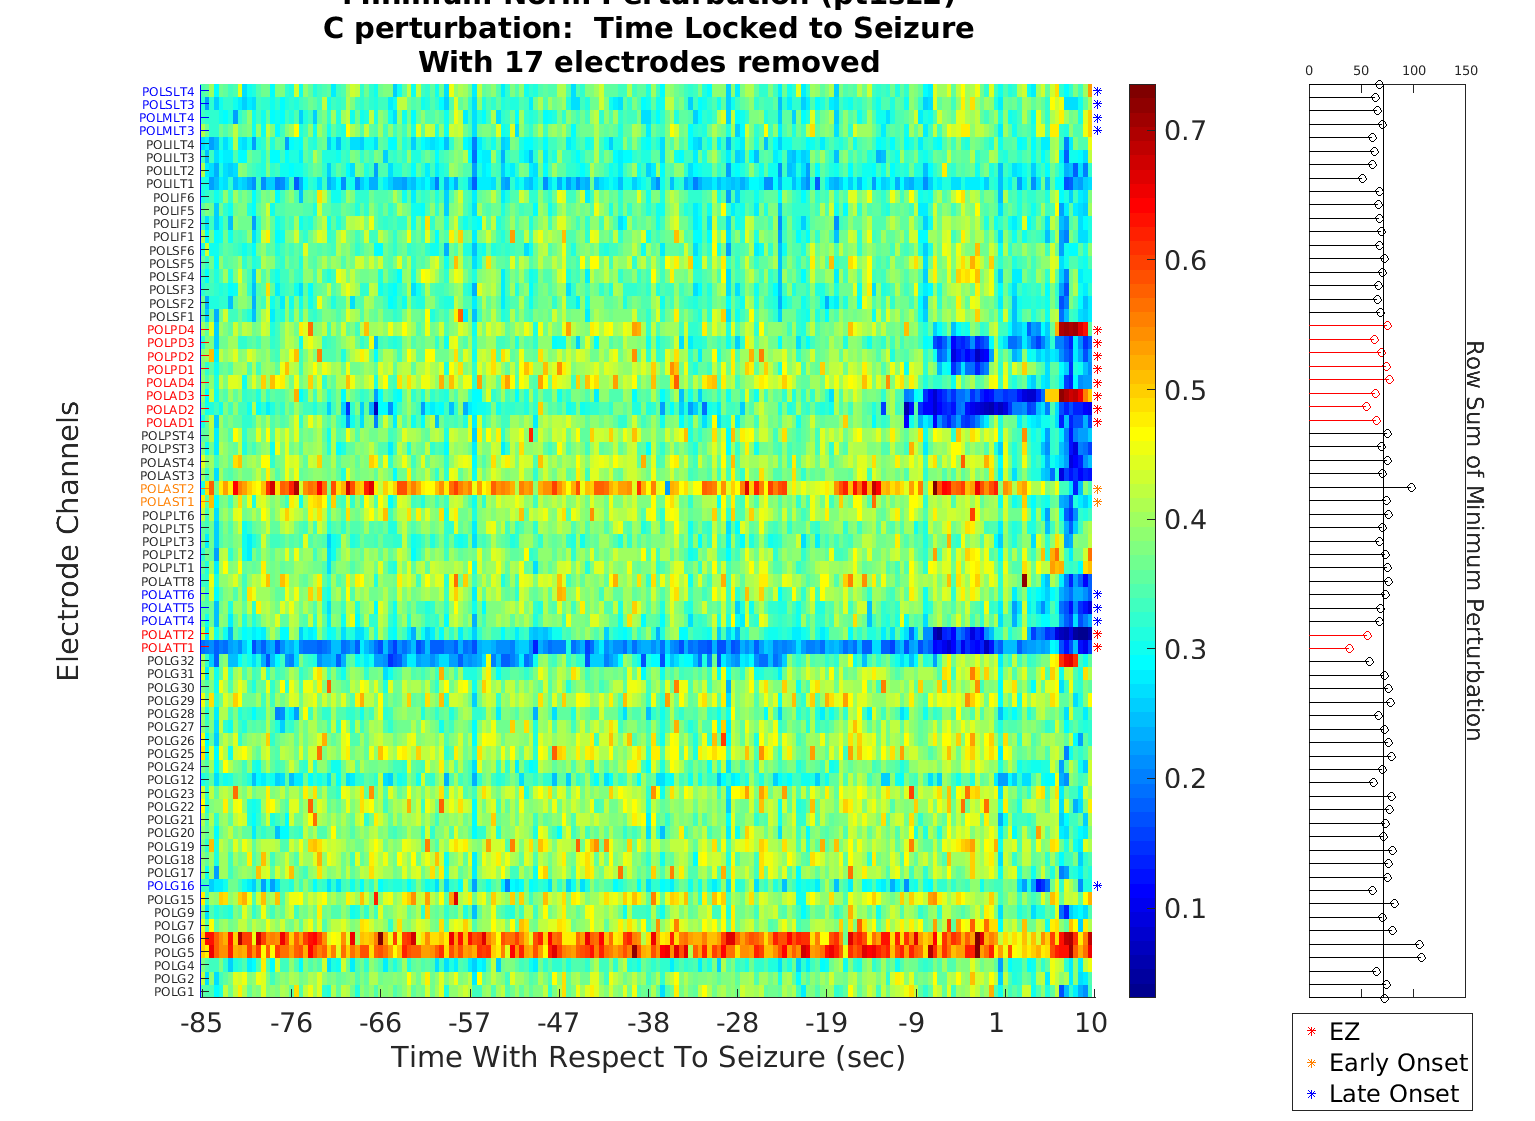 Minimum Norm Perturbation (pt1sz2)
C perturbation: Time Locked to Seizure
With 17 electrodes removed
Electrode Channels
POLSLT4
POLSLT3
POLMLT4
POLMLT3
POLILT4
POLILT3
POLILT2
POLILT1
POLIF6
POLIF5
POLIF2
POLIF1
POLSF6
POLSF5
POLSF4
POLSF3
POLSF2
POLSF1
POLPD4
POLPD3
POLPD2
POLPD1
POLAD4
POLAD3
POLAD2
POLAD1
POLPST4
POLPST3
POLAST4
POLAST3
POLAST2
POLAST1
POLPLT6
POLPLT5
POLPLT3
POLPLT2
POLPLT1
POLATT8
POLATT6
POLATT5
POLATT4
POLATT2
POLATT1
POLG32
POLG31
POLG30
POLG29
POLG28
POLG27
POLG26
POLG25
POLG24
POLG12
POLG23
POLG22
POLG21
POLG20
POLG19
POLG18
POLG17
POLG16
POLG15
POLG9
POLG7
POLG6
POLG5
POLG4
POLG2
POLG1
-85 -76 -66 -57 -47 -38 -28 -19 -9 1 10
Time With Respect To Seizure (sec)
0.7
0.6
0.5
0.4
0.3
0.2
0.1
0 50 100 150
Row Sum of Minimum Perturbation
EZ
Early Onset
Late Onset